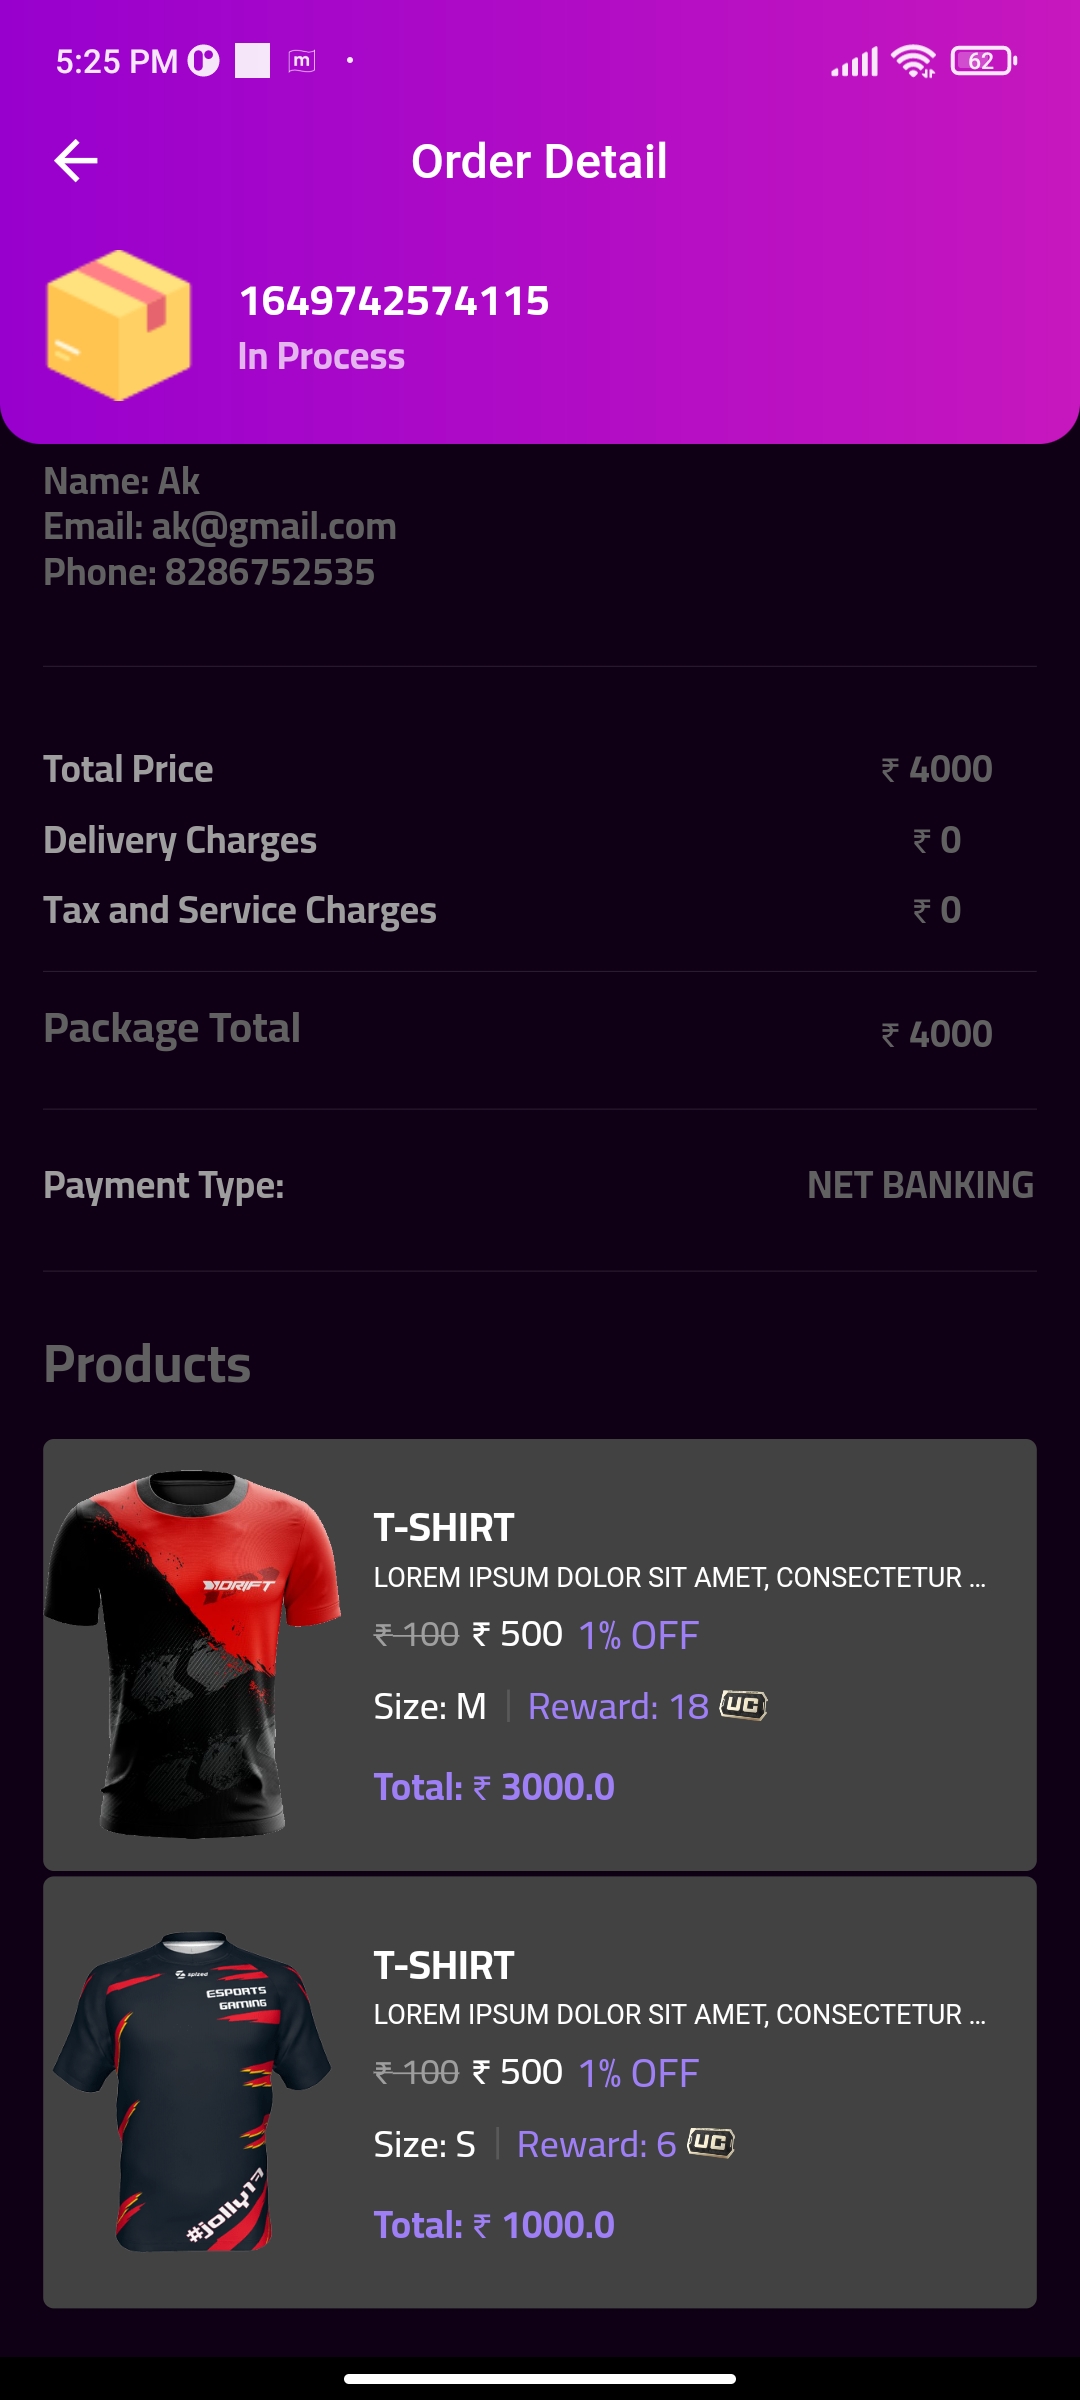 5:25 PM m 62
Order Detail
1649742574115
In Process
Name: Ak
Email: ak@gmail.com
Phone: 8286752535
Total Price ₹ 4000
Delivery Charges ₹ 0
Tax and Service Charges ₹ 0
Package Total ₹ 4000
Payment Type: NET BANKING
Products
DRIFT
T-SHIRT
LOREM IPSUM DOLOR SIT AMET, CONSECTETUR ...
₹ 100 ₹ 500 1% OFF
Size: M | Reward: 18 UC
Total: ₹ 3000.0
spized
ESPORTS
GAMING
#jolly13
T-SHIRT
LOREM IPSUM DOLOR SIT AMET, CONSECTETUR ...
₹ 100 ₹ 500 1% OFF
Size: S | Reward: 6 UC
Total: ₹ 1000.0